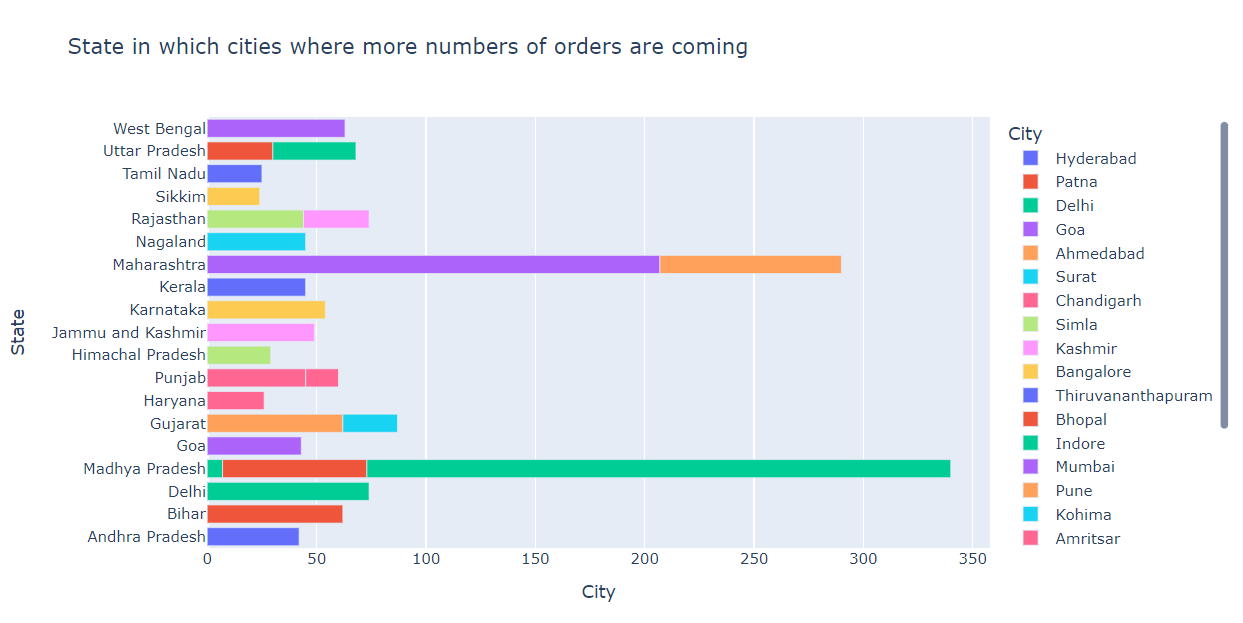 State in which cities where more numbers of orders are coming
State
West Bengal
Uttar Pradesh
Tamil Nadu
Sikkim
Rajasthan
Nagaland
Maharashtra
Kerala
Karnataka
Jammu and Kashmir
Himachal Pradesh
Punjab
Haryana
Gujarat
Goa
Madhya Pradesh
Delhi
Bihar
Andhra Pradesh
0 50 100 150 200 250 300 350
City
City
Hyderabad
Patna
Delhi
Goa
Ahmedabad
Surat
Chandigarh
Simla
Kashmir
Bangalore
Thiruvananthapuram
Bhopal
Indore
Mumbai
Pune
Kohima
Amritsar